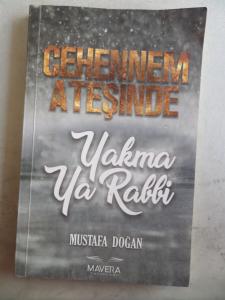 CEHENNEM
ATEŞİNDE
Yakma
Ya Rabbi
MUSTAFA DOĞAN
MAVERA